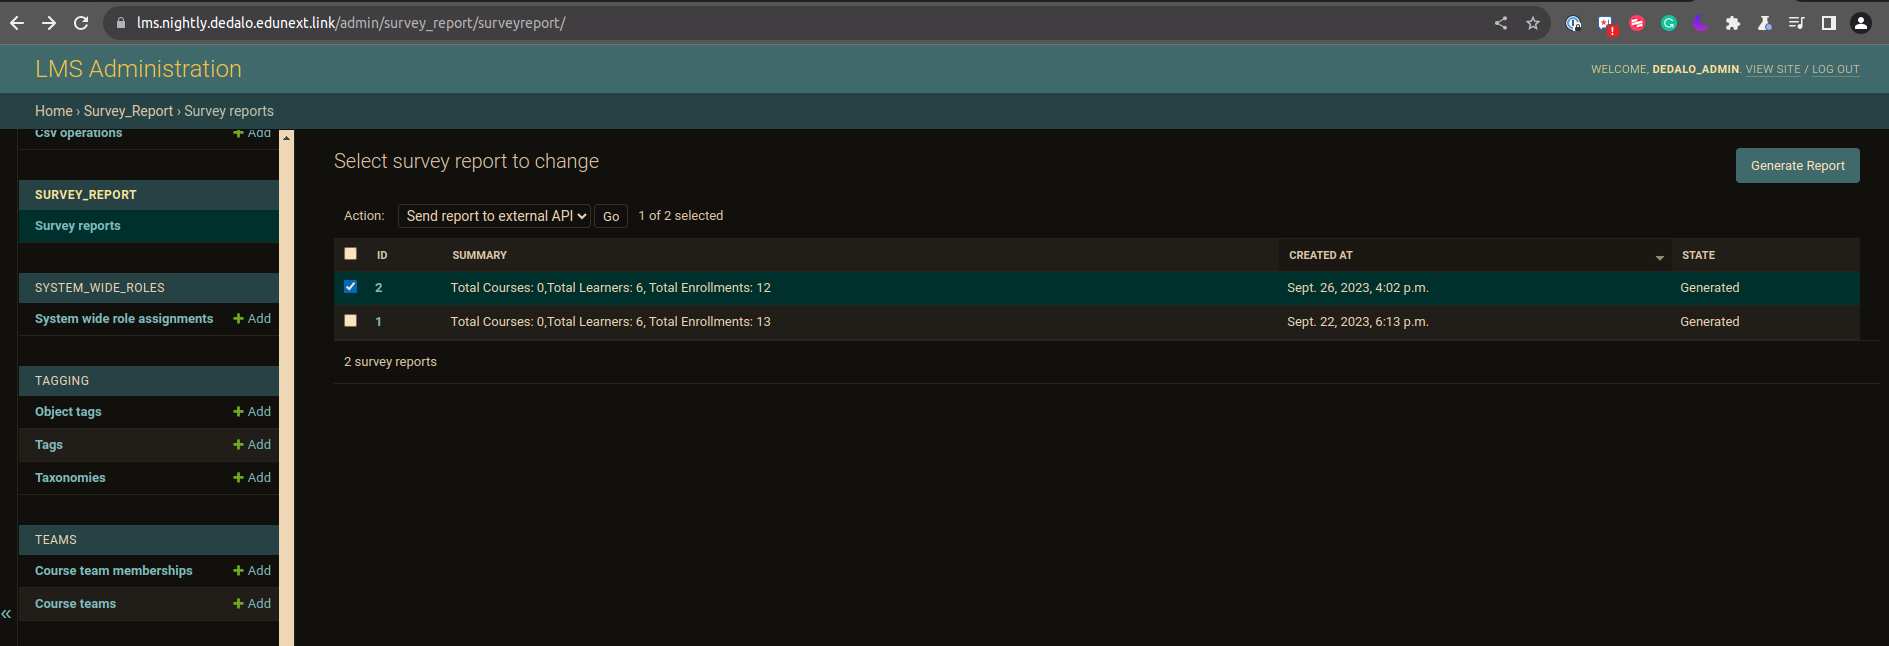 lms.nightly.dedalo.edunext.link/admin/survey_report/surveyreport/
LMS Administration
WELCOME, DEDALO_ADMIN. VIEW SITE / LOG OUT
Home › Survey_Report › Survey reports
Csv operations Add
SURVEY_REPORT
Survey reports
SYSTEM_WIDE_ROLES
System wide role assignments Add
TAGGING
Object tags Add
Tags Add
Taxonomies Add
TEAMS
Course team memberships Add
Course teams Add
«
Select survey report to change
Generate Report
Action: Send report to external API Go 1 of 2 selected
ID SUMMARY CREATED AT STATE
2 Total Courses: 0,Total Learners: 6, Total Enrollments: 12 Sept. 26, 2023, 4:02 p.m. Generated
1 Total Courses: 0,Total Learners: 6, Total Enrollments: 13 Sept. 22, 2023, 6:13 p.m. Generated
2 survey reports